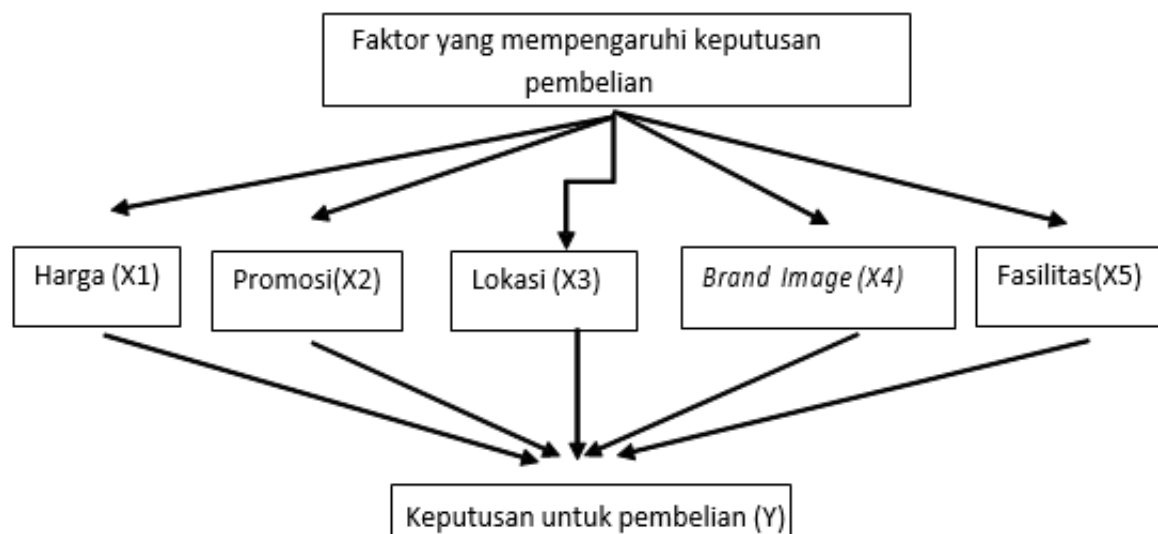 Faktor yang mempengaruhi keputusan
pembelian
Harga (X1)
Promosi(X2)
Lokasi (X3)
Brand Image (X4)
Fasilitas(X5)
Keputusan untuk pembelian (Y)